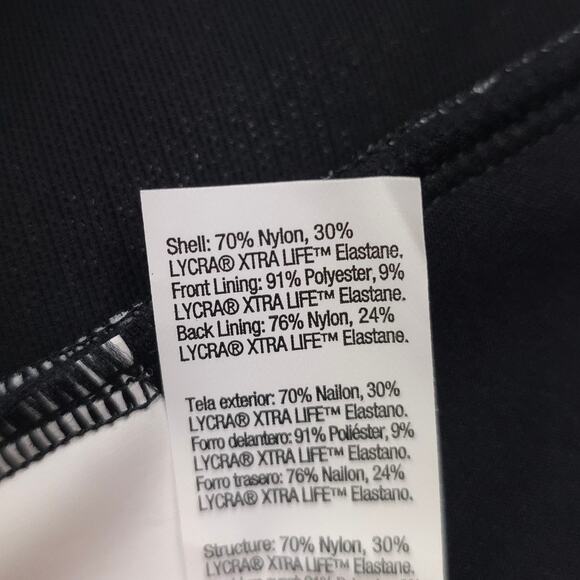 Shell: 70% Nylon, 30%
LYCRA® XTRA LIFE™ Elastane.
Front Lining: 91% Polyester, 9%
LYCRA® XTRA LIFE™ Elastane.
Back Lining: 76% Nylon, 24%
LYCRA® XTRA LIFE™ Elastane.
Tela exterior: 70% Nailon, 30%
LYCRA® XTRA LIFE™ Elastano.
Forro delantero: 91% Poliéster, 9%
LYCRA® XTRA LIFE™ Elastano.
Forro trasero: 76% Nailon, 24%
LYCRA® XTRA LIFE™ Elastano.
Structure: 70% Nylon, 30%
LYCRA® XTRA LIFE™ Elastane.